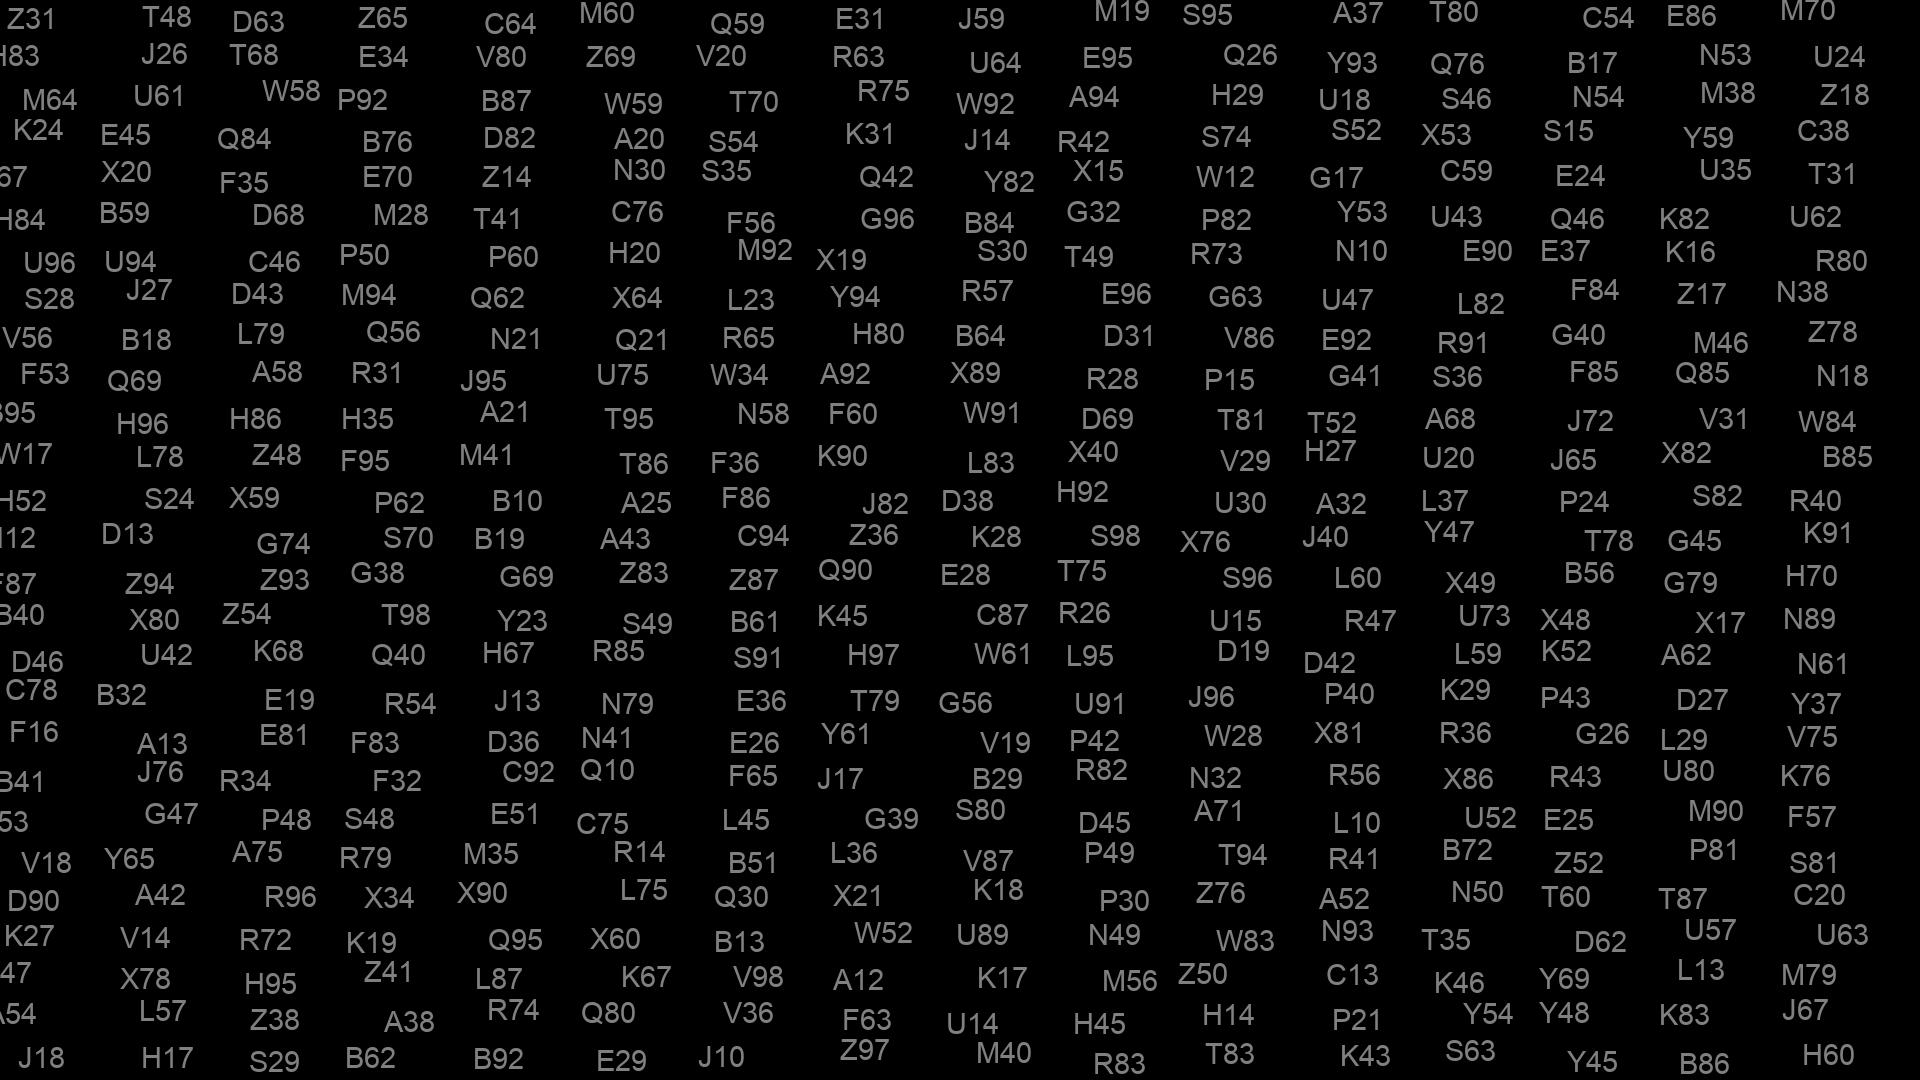 Z31 T48 D63 Z65 C64 M60 Q59 E31 J59 M19 S95 A37 T80 C54 E86 M70
H83 J26 T68 E34 V80 Z69 V20 R63 U64 E95 Q26 Y93 Q76 B17 N53 U24
M64 U61 W58 P92 B87 W59 T70 R75 W92 A94 H29 U18 S46 N54 M38 Z18
K24 E45 Q84 B76 D82 A20 S54 K31 J14 R42 S74 S52 X53 S15 Y59 C38
67 X20 F35 E70 Z14 N30 S35 Q42 Y82 X15 W12 G17 C59 E24 U35 T31
H84 B59 D68 M28 T41 C76 F56 G96 B84 G32 P82 Y53 U43 Q46 K82 U62
U96 U94 C46 P50 P60 H20 M92 X19 S30 T49 R73 N10 E90 E37 K16 R80
S28 J27 D43 M94 Q62 X64 L23 Y94 R57 E96 G63 U47 L82 F84 Z17 N38
V56 B18 L79 Q56 N21 Q21 R65 H80 B64 D31 V86 E92 R91 G40 M46 Z78
F53 Q69 A58 R31 J95 U75 W34 A92 X89 R28 P15 G41 S36 F85 Q85 N18
95 H96 H86 H35 A21 T95 N58 F60 W91 D69 T81 T52 A68 J72 V31 W84
W17 L78 Z48 F95 M41 T86 F36 K90 L83 X40 V29 H27 U20 J65 X82 B85
H52 S24 X59 P62 B10 A25 F86 J82 D38 H92 U30 A32 L37 P24 S82 R40
12 D13 G74 S70 B19 A43 C94 Z36 K28 S98 X76 J40 Y47 T78 G45 K91
F87 Z94 Z93 G38 G69 Z83 Z87 Q90 E28 T75 S96 L60 X49 B56 G79 H70
B40 X80 Z54 T98 Y23 S49 B61 K45 C87 R26 U15 R47 U73 X48 X17 N89
D46 U42 K68 Q40 H67 R85 S91 H97 W61 L95 D19 D42 L59 K52 A62 N61
C78 B32 E19 R54 J13 N79 E36 T79 G56 U91 J96 P40 K29 P43 D27 Y37
F16 A13 E81 F83 D36 N41 E26 Y61 V19 P42 W28 X81 R36 G26 L29 V75
B41 J76 R34 F32 C92 Q10 F65 J17 B29 R82 N32 R56 X86 R43 U80 K76
53 G47 P48 S48 E51 C75 L45 G39 S80 D45 A71 L10 U52 E25 M90 F57
V18 Y65 A75 R79 M35 R14 B51 L36 V87 P49 T94 R41 B72 Z52 P81 S81
D90 A42 R96 X34 X90 L75 Q30 X21 K18 P30 Z76 A52 N50 T60 T87 C20
K27 V14 R72 K19 Q95 X60 B13 W52 U89 N49 W83 N93 T35 D62 U57 U63
47 X78 H95 Z41 L87 K67 V98 A12 K17 M56 Z50 C13 K46 Y69 L13 M79
A54 L57 Z38 A38 R74 Q80 V36 F63 U14 H45 H14 P21 Y54 Y48 K83 J67
J18 H17 S29 B62 B92 E29 J10 Z97 M40 R83 T83 K43 S63 Y45 B86 H60